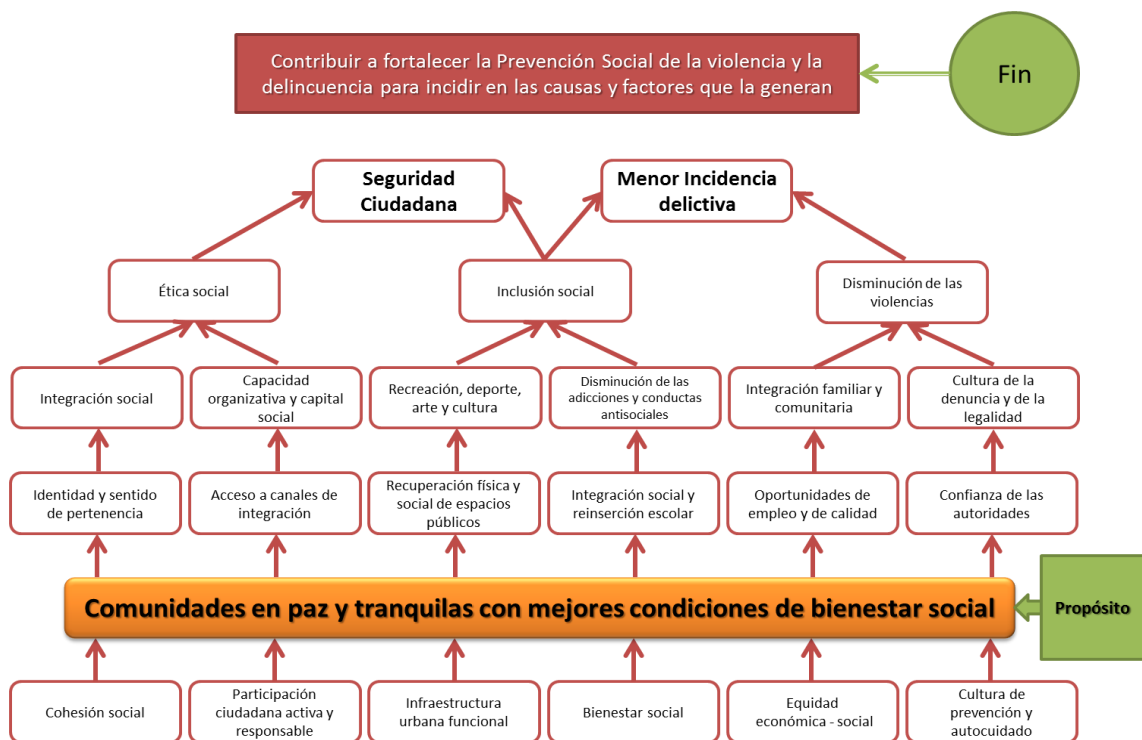 Contribuir a fortalecer la Prevención Social de la violencia y la
delincuencia para incidir en las causas y factores que la generan
Fin
Seguridad
Ciudadana
Menor Incidencia
delictiva
Ética social
Inclusión social
Disminución de las
violencias
Integración social
Capacidad
organizativa y capital
social
Recreación, deporte,
arte y cultura
Disminución de las
adicciones y conductas
antisociales
Integración familiar y
comunitaria
Cultura de la
denuncia y de la
legalidad
Identidad y sentido
de pertenencia
Acceso a canales de
integración
Recuperación física y
social de espacios
públicos
Integración social y
reinserción escolar
Oportunidades de
empleo y de calidad
Confianza de las
autoridades
Comunidades en paz y tranquilas con mejores condiciones de bienestar social
Propósito
Cohesión social
Participación
ciudadana activa y
responsable
Infraestructura
urbana funcional
Bienestar social
Equidad
económica - social
Cultura de
prevención y
autocuidado